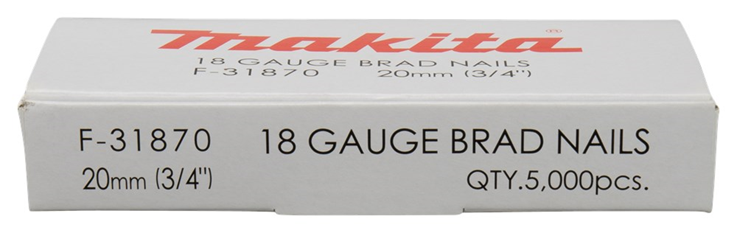 makita®
18 GAUGE BRAD NAILS
F-31870 20mm (3/4")
F-31870 18 GAUGE BRAD NAILS
20mm (3/4") QTY.5,000pcs.